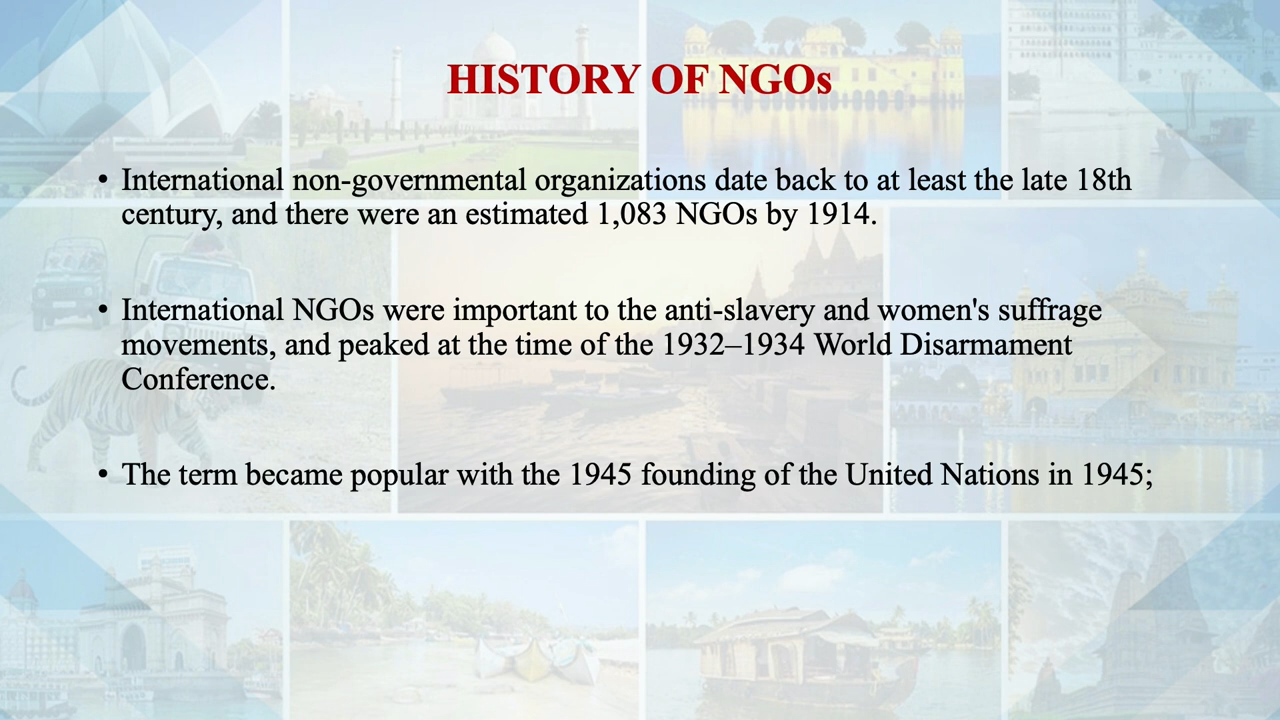 HISTORY OF NGOs
• International non-governmental organizations date back to at least the late 18th
century, and there were an estimated 1,083 NGOs by 1914.
• International NGOs were important to the anti-slavery and women's suffrage
movements, and peaked at the time of the 1932–1934 World Disarmament
Conference.
• The term became popular with the 1945 founding of the United Nations in 1945;